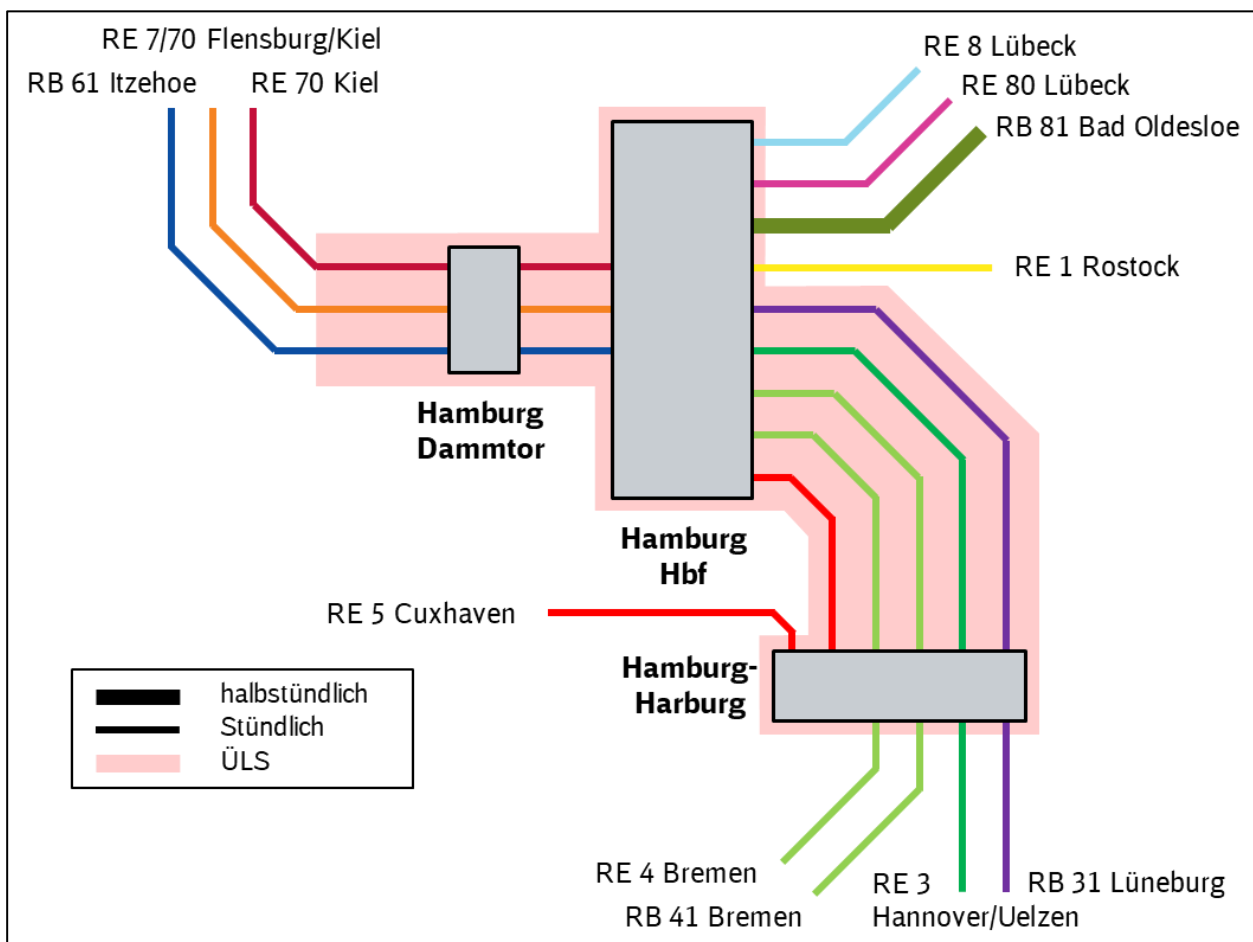 RE 7/70 Flensburg/Kiel
RB 61 Itzehoe
RE 70 Kiel
RE 8 Lübeck
RE 80 Lübeck
RB 81 Bad Oldesloe
RE 1 Rostock
Hamburg
Dammtor
Hamburg
Hbf
RE 5 Cuxhaven
Hamburg-
Harburg
halbstündlich
Stündlich
ÜLS
RE 4 Bremen
RB 41 Bremen
RE 3
Hannover/Uelzen
RB 31 Lüneburg